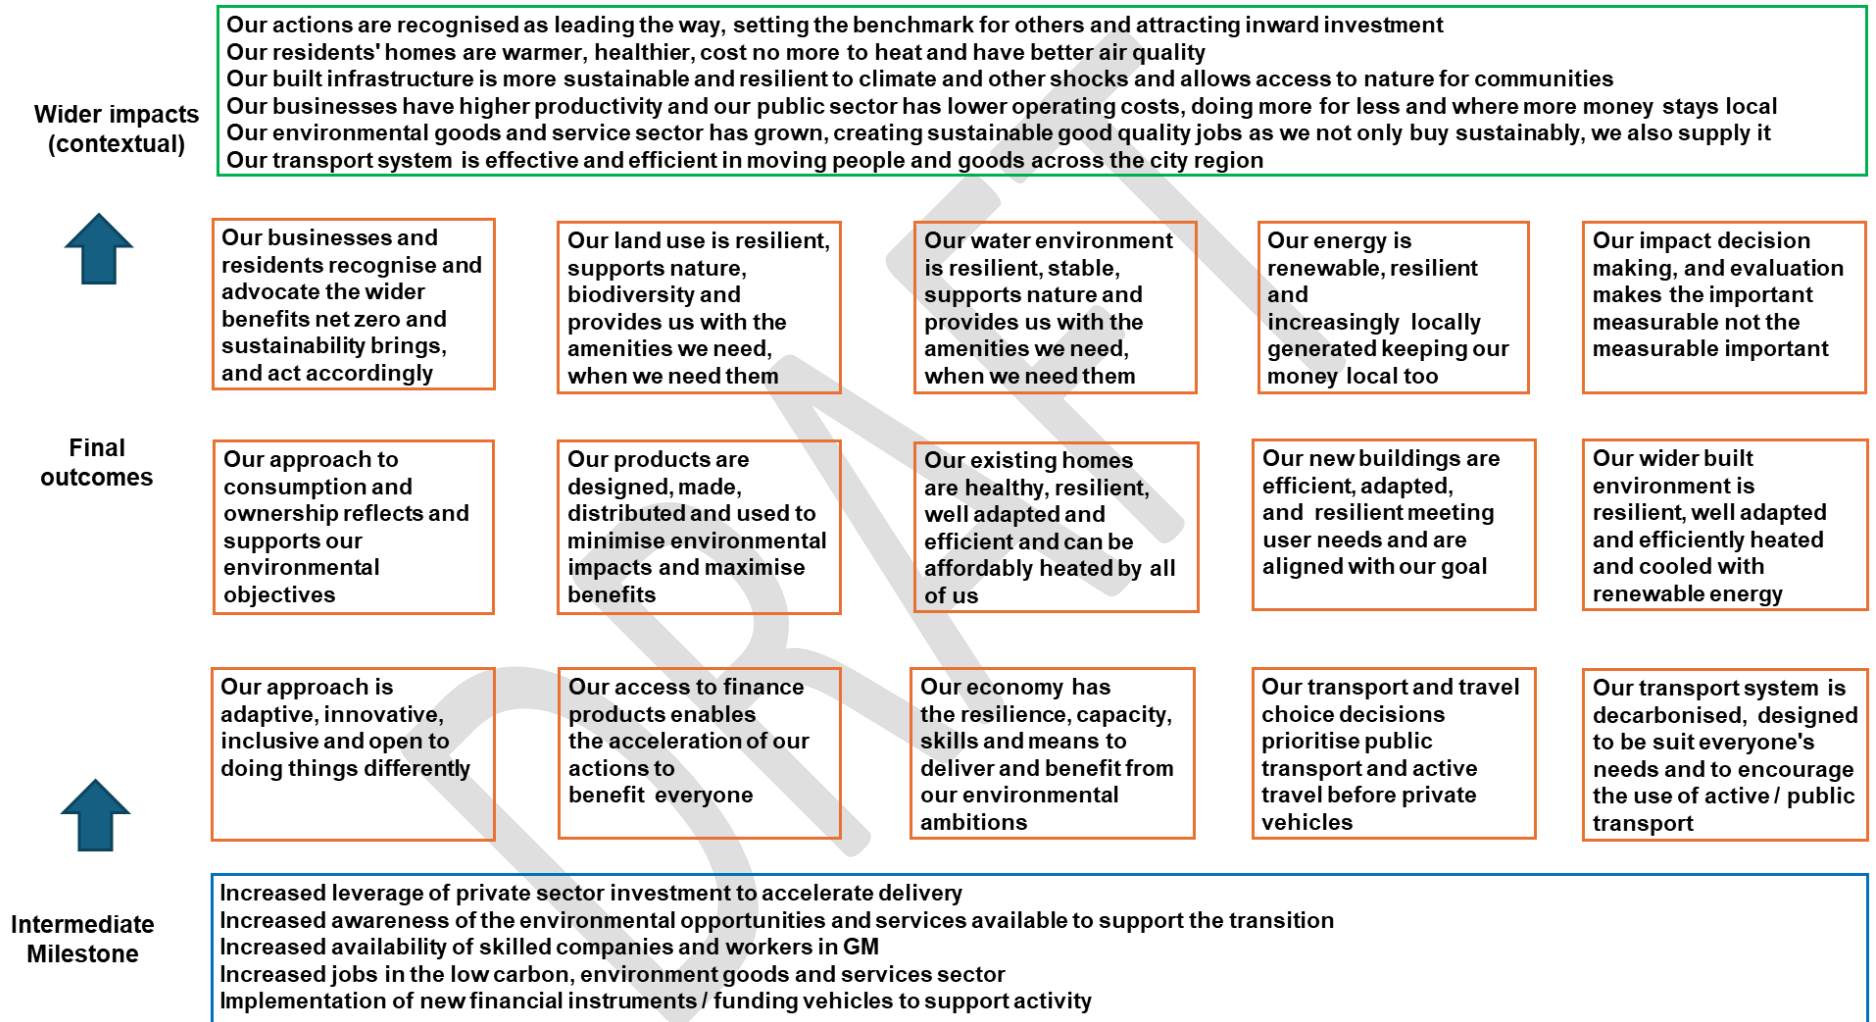 Our actions are recognised as leading the way, setting the benchmark for others and attracting inward investment
Our residents' homes are warmer, healthier, cost no more to heat and have better air quality
Our built infrastructure is more sustainable and resilient to climate and other shocks and allows access to nature for communities
Our businesses have higher productivity and our public sector has lower operating costs, doing more for less and where more money stays local
Our environmental goods and service sector has grown, creating sustainable good quality jobs as we not only buy sustainably, we also supply it
Our transport system is effective and efficient in moving people and goods across the city region
Wider impacts
(contextual)
Our businesses and
residents recognise and
advocate the wider
benefits net zero and
sustainability brings,
and act accordingly
Our land use is resilient,
supports nature,
biodiversity and
provides us with the
amenities we need,
when we need them
Our water environment
is resilient, stable,
supports nature and
provides us with the
amenities we need,
when we need them
Our energy is
renewable, resilient
and
increasingly locally
generated keeping our
money local too
Our impact decision
making, and evaluation
makes the important
measurable not the
measurable important
Final
outcomes
Our approach to
consumption and
ownership reflects and
supports our
environmental
objectives
Our products are
designed, made,
distributed and used to
minimise environmental
impacts and maximise
benefits
Our existing homes
are healthy, resilient,
well adapted and
efficient and can be
affordably heated by all
of us
Our new buildings are
efficient, adapted,
and resilient meeting
user needs and are
aligned with our goal
Our wider built
environment is
resilient, well adapted
and efficiently heated
and cooled with
renewable energy
Our approach is
adaptive, innovative,
inclusive and open to
doing things differently
Our access to finance
products enables
the acceleration of our
actions to
benefit everyone
Our economy has
the resilience, capacity,
skills and means to
deliver and benefit from
our environmental
ambitions
Our transport and travel
choice decisions
prioritise public
transport and active
travel before private
vehicles
Our transport system is
decarbonised, designed
to be suit everyone's
needs and to encourage
the use of active / public
transport
Intermediate
Milestone
Increased leverage of private sector investment to accelerate delivery
Increased awareness of the environmental opportunities and services available to support the transition
Increased availability of skilled companies and workers in GM
Increased jobs in the low carbon, environment goods and services sector
Implementation of new financial instruments / funding vehicles to support activity
DRAFT